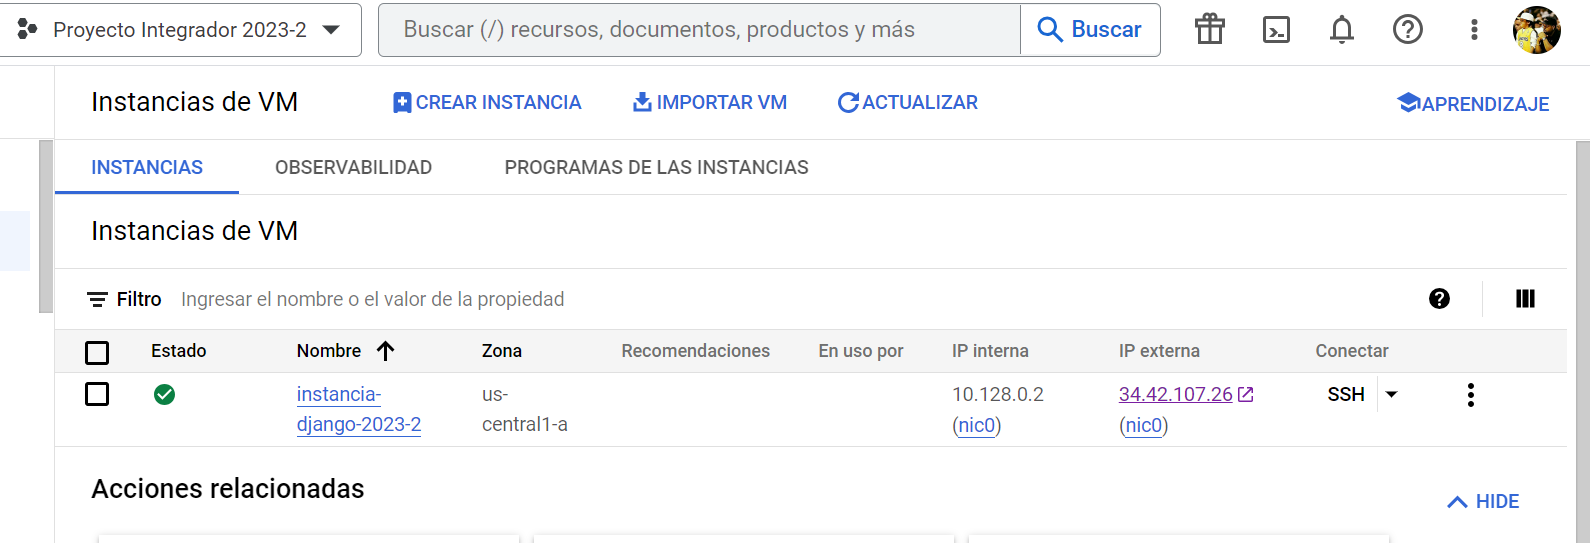 Proyecto Integrador 2023-2
Buscar (/) recursos, documentos, productos y más
Buscar
Instancias de VM
CREAR INSTANCIA
IMPORTAR VM
ACTUALIZAR
APRENDIZAJE
INSTANCIAS
OBSERVABILIDAD
PROGRAMAS DE LAS INSTANCIAS
Instancias de VM
Filtro Ingresar el nombre o el valor de la propiedad
Estado Nombre Zona Recomendaciones En uso por IP interna IP externa Conectar
instancia- us- 10.128.0.2 34.42.107.26 SSH
django-2023-2 central1-a (nic0) (nic0)
Acciones relacionadas
HIDE